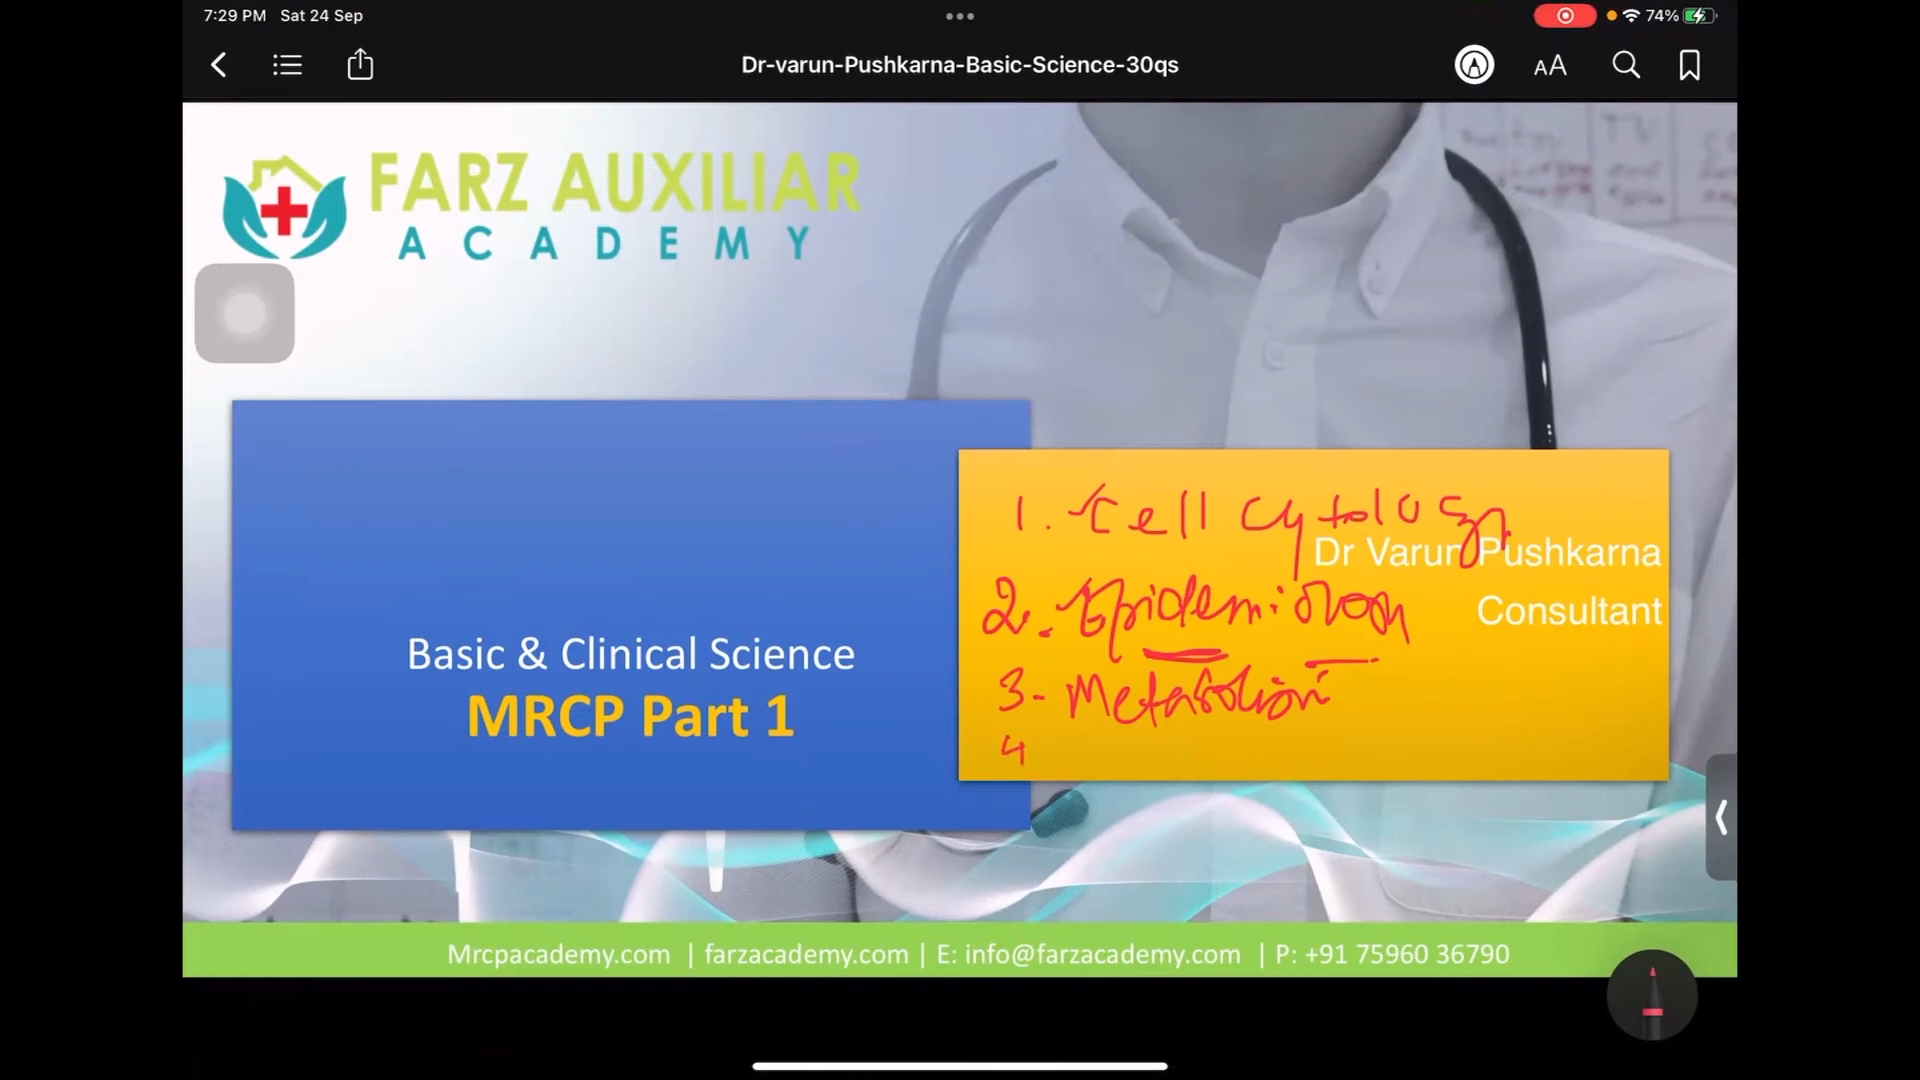 7:29 PM Sat 24 Sep
74%
Dr-varun-Pushkarna-Basic-Science-30qs
AA
FARZ AUXILIAR
ACADEMY
1. Cell Cytology
Dr Varun Pushkarna
2. Epidemiology
Consultant
3- Metabolism
4
Basic & Clinical Science
MRCP Part 1
Mrcpacademy.com | farzacademy.com | E: info@farzacademy.com | P: +91 75960 36790